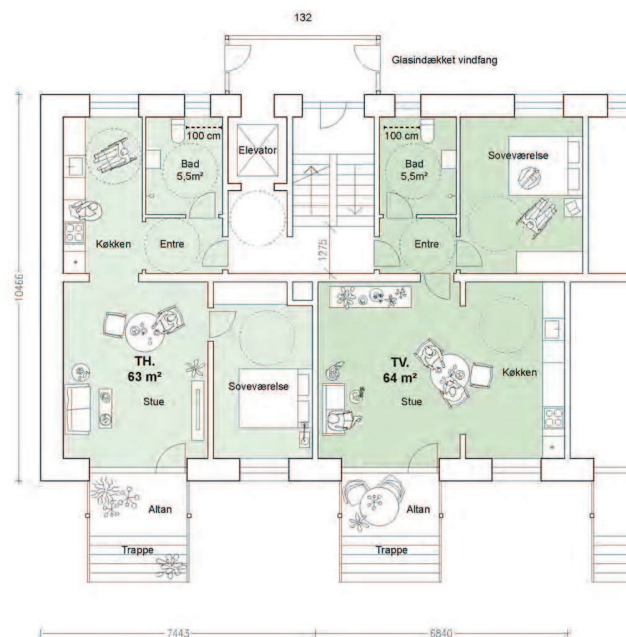 132
Glasindækket vindfang
100 cm
Bad
5,5m²
Elevator
100 cm
Bad
5,5m²
Soveværelse
Køkken
Entre
1275
Entre
10466
TH.
63 m²
Stue
Soveværelse
TV.
64 m²
Stue
Køkken
Altan
Trappe
Altan
Trappe
7443
6840